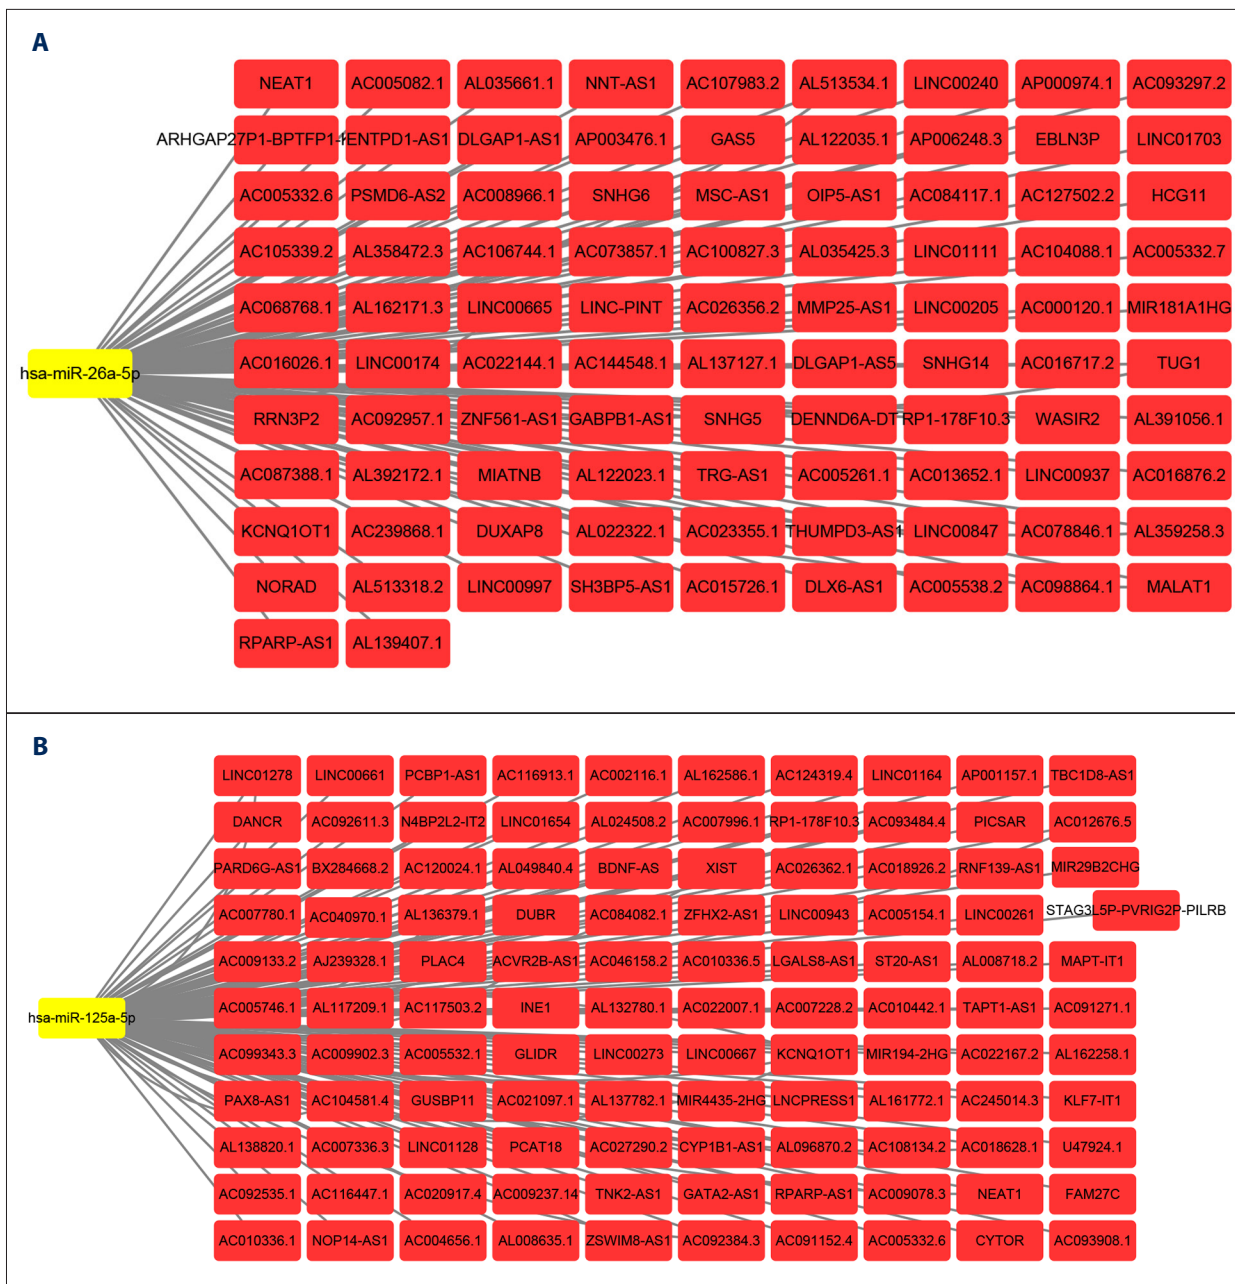 A
NEAT1 AC005082.1 AL035661.1 NNT-AS1 AC107983.2 AL513534.1 LINC00240 AP000974.1 AC093297.2
ARHGAP27P1-BPTFP1- ENTPD1-AS1 DLGAP1-AS1 AP003476.1 GAS5 AL122035.1 AP006248.3 EBLN3P LINC01703
AC005332.6 PSMD6-AS2 AC008966.1 SNHG6 MSC-AS1 OIP5-AS1 AC084117.1 AC127502.2 HCG11
AC105339.2 AL358472.3 AC106744.1 AC073857.1 AC100827.3 AL035425.3 LINC01111 AC104088.1 AC005332.7
AC068768.1 AL162171.3 LINC00665 LINC-PINT AC026356.2 MMP25-AS1 LINC00205 AC000120.1 MIR181A1HG
hsa-miR-26a-5p AC016026.1 LINC00174 AC022144.1 AC144548.1 AL137127.1 DLGAP1-AS5 SNHG14 AC016717.2 TUG1
RRN3P2 AC092957.1 ZNF561-AS1 GABPB1-AS1 SNHG5 DENND6A-DT RP1-178F10.3 WASIR2 AL391056.1
AC087388.1 AL392172.1 MIATNB AL122023.1 TRG-AS1 AC005261.1 AC013652.1 LINC00937 AC016876.2
KCNQ1OT1 AC239868.1 DUXAP8 AL022322.1 AC023355.1 THUMPD3-AS1 LINC00847 AC078846.1 AL359258.3
NORAD AL513318.2 LINC00997 SH3BP5-AS1 AC015726.1 DLX6-AS1 AC005538.2 AC098864.1 MALAT1
RPARP-AS1 AL139407.1
B
LINC01278 LINC00661 PCBP1-AS1 AC116913.1 AC002116.1 AL162586.1 AC124319.4 LINC01164 AP001157.1 TBC1D8-AS1
DANCR AC092611.3 N4BP2L2-IT2 LINC01654 AL024508.2 AC007996.1 RP1-178F10.3 AC093484.4 PICSAR AC012676.5
PARD6G-AS1 BX284668.2 AC120024.1 AL049840.4 BDNF-AS XIST AC026362.1 AC018926.2 RNF139-AS1 MIR29B2CHG
AC007780.1 AC040970.1 AL136379.1 DUBR AC084082.1 ZFHX2-AS1 LINC00943 AC005154.1 LINC00261 STAG3L5P-PVRIG2P-PILRB
AC009133.2 AJ239328.1 PLAC4 ACVR2B-AS1 AC046158.2 AC010336.5 LGALS8-AS1 ST20-AS1 AL008718.2 MAPT-IT1
hsa-miR-125a-5p AC005746.1 AL117209.1 AC117503.2 INE1 AL132780.1 AC022007.1 AC007228.2 AC010442.1 TAPT1-AS1 AC091271.1
AC099343.3 AC009902.3 AC005532.1 GLIDR LINC00273 LINC00667 KCNQ1OT1 MIR194-2HG AC022167.2 AL162258.1
PAX8-AS1 AC104581.4 GUSBP11 AC021097.1 AL137782.1 MIR4435-2HG LNCPRESS1 AL161772.1 AC245014.3 KLF7-IT1
AL138820.1 AC007336.3 LINC01128 PCAT18 AC027290.2 CYP1B1-AS1 AL096870.2 AC108134.2 AC018628.1 U47924.1
AC092535.1 AC116447.1 AC020917.4 AC009237.14 TNK2-AS1 GATA2-AS1 RPARP-AS1 AC009078.3 NEAT1 FAM27C
AC010336.1 NOP14-AS1 AC004656.1 AL008635.1 ZSWIM8-AS1 AC092384.3 AC091152.4 AC005332.6 CYTOR AC093908.1